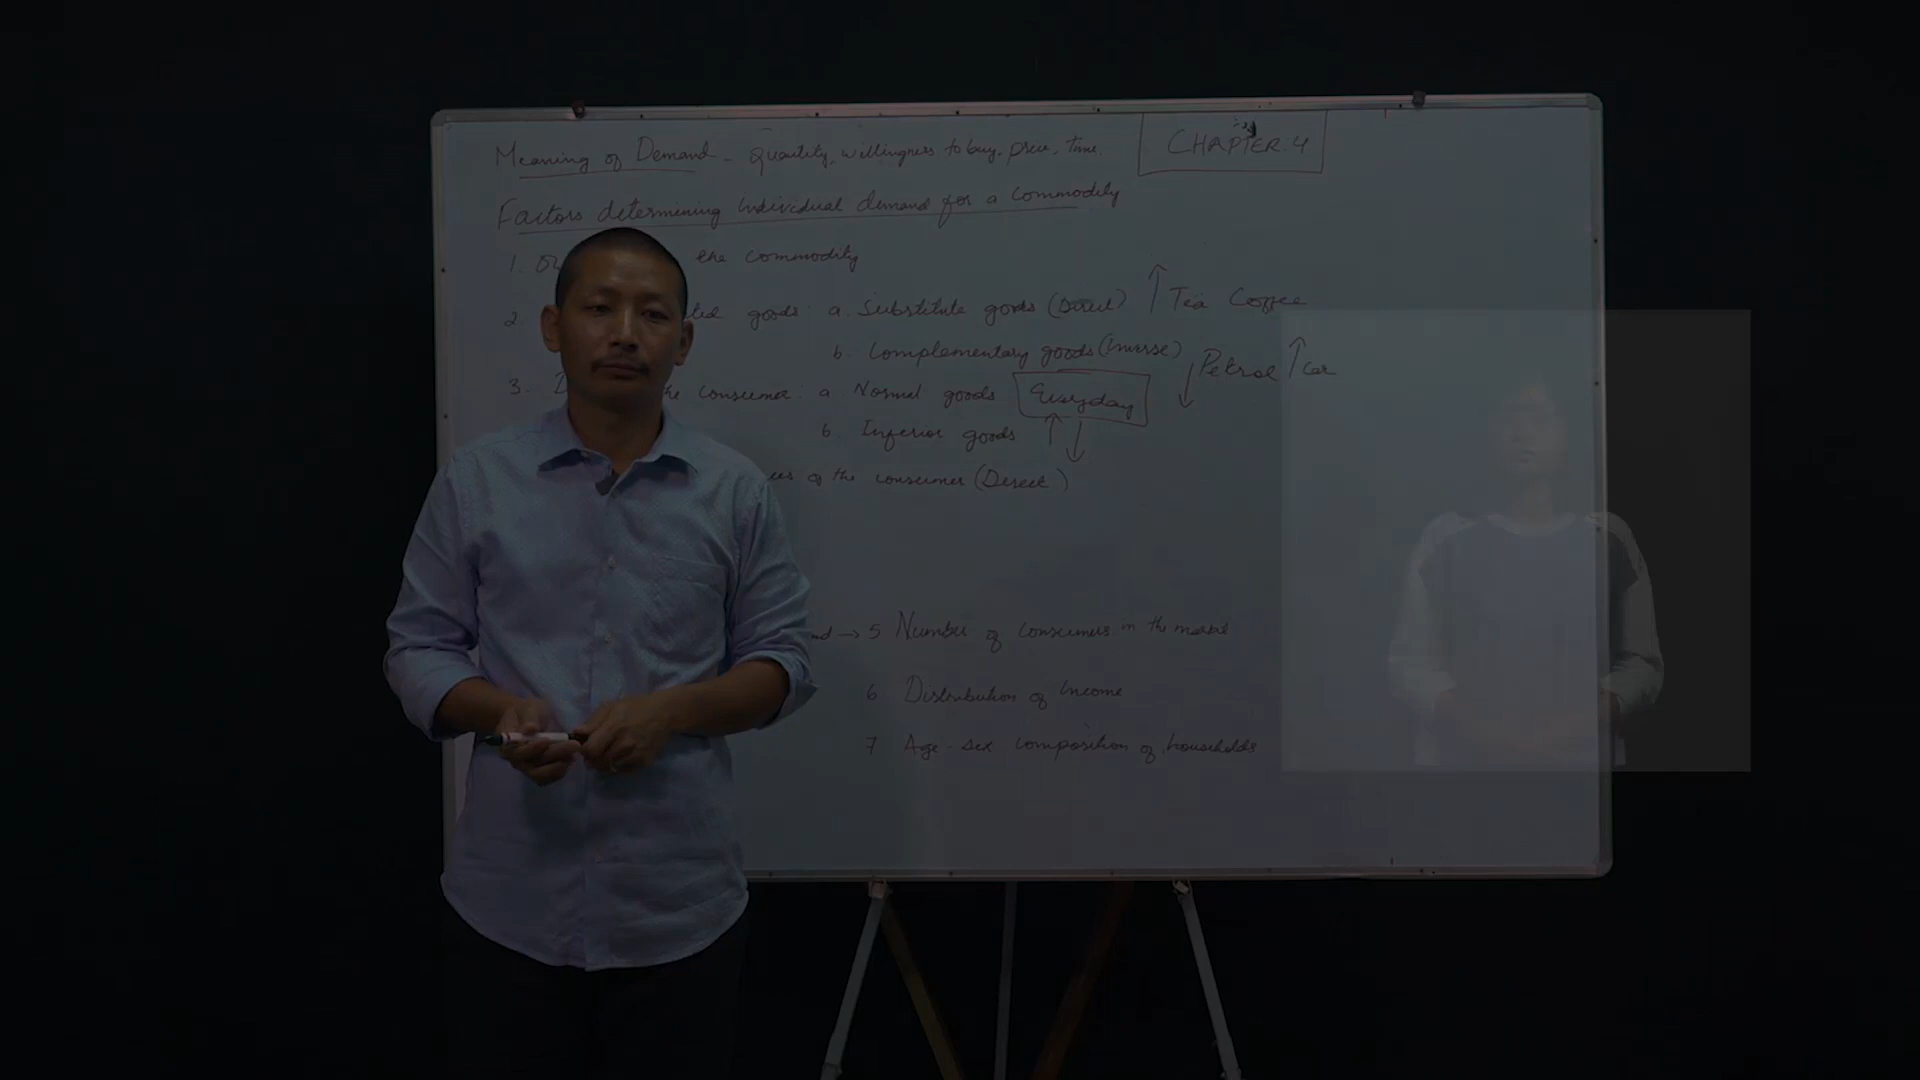 Meaning of Demand - Quantity, willingness to buy, price, time.
CHAPTER.4
Factors determining individual demand for a commodity
1. the commodity
2. goods: a. Substitute goods (Direct) ↑ Tea Coffee
b. Complementary goods (Inverse) ↓ Petrol ↑ Car
3. consumer: a Normal goods Everyday
b. Inferior goods ↑ ↓
of the consumer (Direct)
→ 5 Number of consumers in the market
6 Distribution of Income
7 Age-sex composition of households